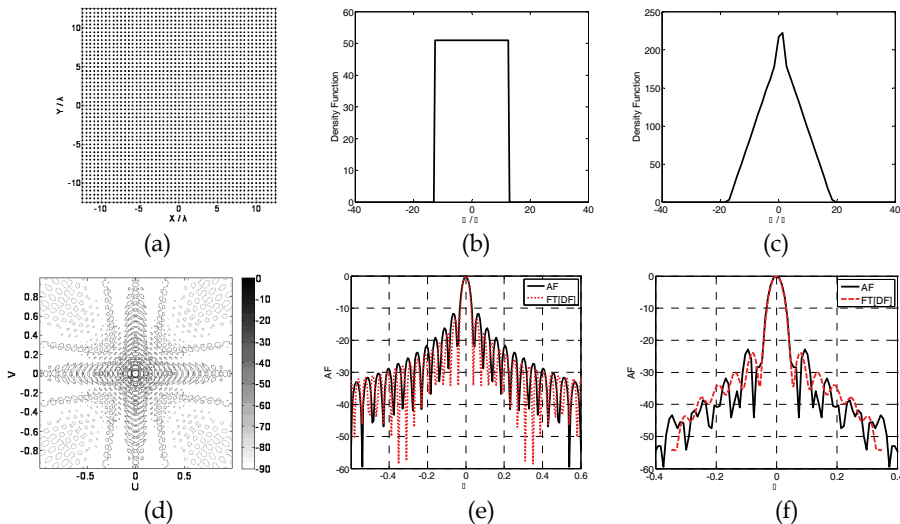 10
5
0
-5
-10
Y / λ
-10 -5 0 5 10
X / λ
(a)
60
50
40
30
20
10
0
Density Function
-40 -20 0 20 40
▯ / ▯
(b)
250
200
150
100
50
0
Density Function
-40 -20 0 20 40
▯ / ▯
(c)
0.8
0.6
0.4
0.2
0
-0.2
-0.4
-0.6
-0.8
V
-0.5 0 0.5
U
0
-10
-20
-30
-40
-50
-60
-70
-80
-90
(d)
0
-10
-20
-30
-40
-50
-60
AF
AF
FT[DF]
-0.4 -0.2 0 0.2 0.4 0.6
▯
(e)
0
-10
-20
-30
-40
-50
-60
AF
AF
FT[DF]
-0.4 -0.2 0 0.2 0.4
▯
(f)